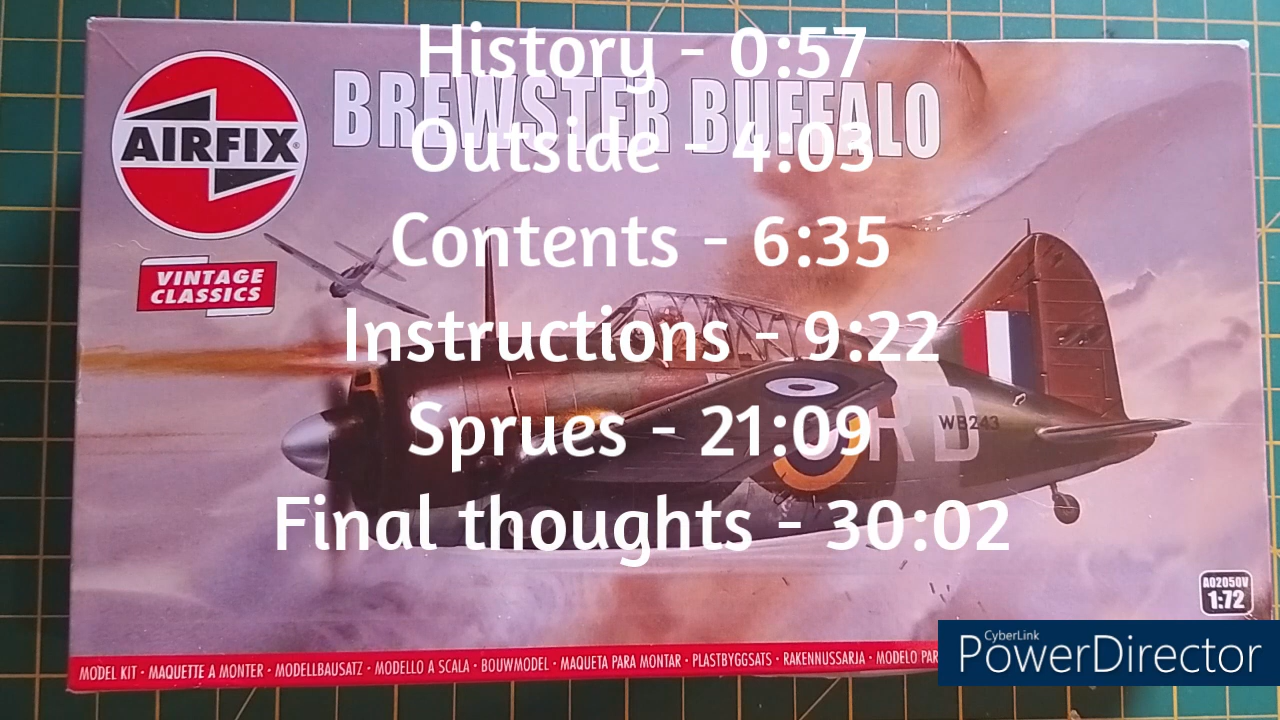 History - 0:57
BREWSTER BUFFALO
AIRFIX
Outside - 4:03
Contents - 6:35
VINTAGE
CLASSICS
Instructions - 9:22
Sprues - 21:09
RD
WB243
Final thoughts - 30:02
A02050V
1:72
MODEL KIT • MAQUETTE A MONTER • MODELLBAUSATZ • MODELLO A SCALA • BOUWMODEL • MAQUETA PARA MONTAR • PLASTBYGGSATS • RAKENNUSSARJA • MODELO PAR
CyberLink
PowerDirector